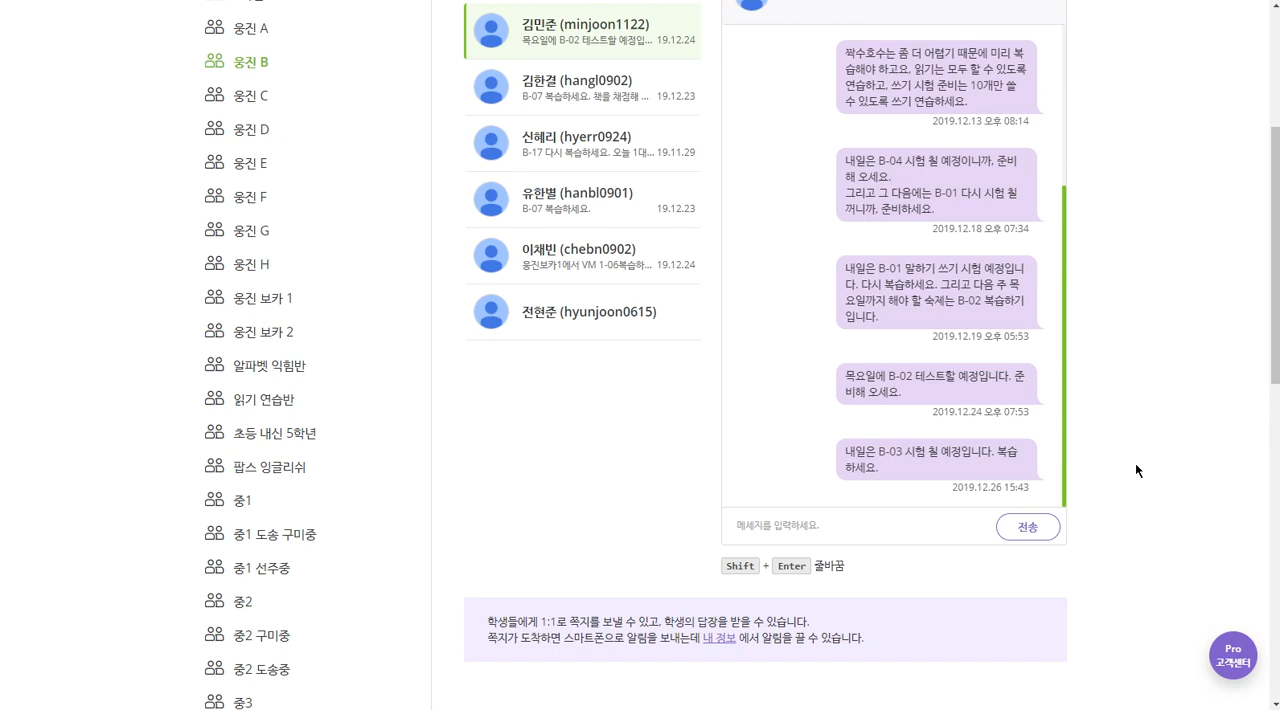 웅진 A
웅진 B
웅진 C
웅진 D
웅진 E
웅진 F
웅진 G
웅진 H
웅진 보카 1
웅진 보카 2
알파벳 익힘반
읽기 연습반
초등 내신 5학년
팝스 잉글리쉬
중1
중1 도송 구미중
중1 선주중
중2
중2 구미중
중2 도송중
중3
김민준 (minjoon1122)
목요일에 B-02 테스트할 예정입... 19.12.24
김한결 (hangl0902)
B-07 복습하세요. 책을 채점해 ... 19.12.23
신혜리 (hyerr0924)
B-17 다시 복습하세요. 오늘 1대... 19.11.29
유한별 (hanbl0901)
B-07 복습하세요. 19.12.23
이채빈 (chebn0902)
웅진보카1에서 VM 1-06복습하... 19.12.24
전현준 (hyunjoon0615)
짝수호수는 좀 더 어렵기 때문에 미리 복
습해야 하고요, 읽기는 모두 할 수 있도록
연습하고, 쓰기 시험 준비는 10개만 쓸
수 있도록 쓰기 연습하세요.
2019.12.13 오후 08:14
내일은 B-04 시험 칠 예정이니까, 준비
해 오세요.
그리고 그 다음에는 B-01 다시 시험 칠
꺼니까, 준비하세요.
2019.12.18 오후 07:34
내일은 B-01 말하기 쓰기 시험 예정입니
다. 다시 복습하세요. 그리고 다음 주 목
요일까지 해야 할 숙제는 B-02 복습하기
입니다.
2019.12.19 오후 05:53
목요일에 B-02 테스트할 예정입니다. 준
비해 오세요.
2019.12.24 오후 07:53
내일은 B-03 시험 칠 예정입니다. 복습
하세요.
2019.12.26 15:43
메세지를 입력하세요.
전송
Shift + Enter 줄바꿈
학생들에게 1:1로 쪽지를 보낼 수 있고, 학생의 답장을 받을 수 있습니다.
쪽지가 도착하면 스마트폰으로 알림을 보내는데 내 정보 에서 알림을 끌 수 있습니다.
Pro
고객센터